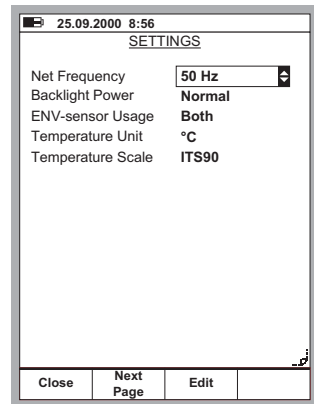 25.09.2000 8:56
SETTINGS
Net Frequency 50 Hz
Backlight Power Normal
ENV-sensor Usage Both
Temperature Unit °C
Temperature Scale ITS90
Close Next Page Edit